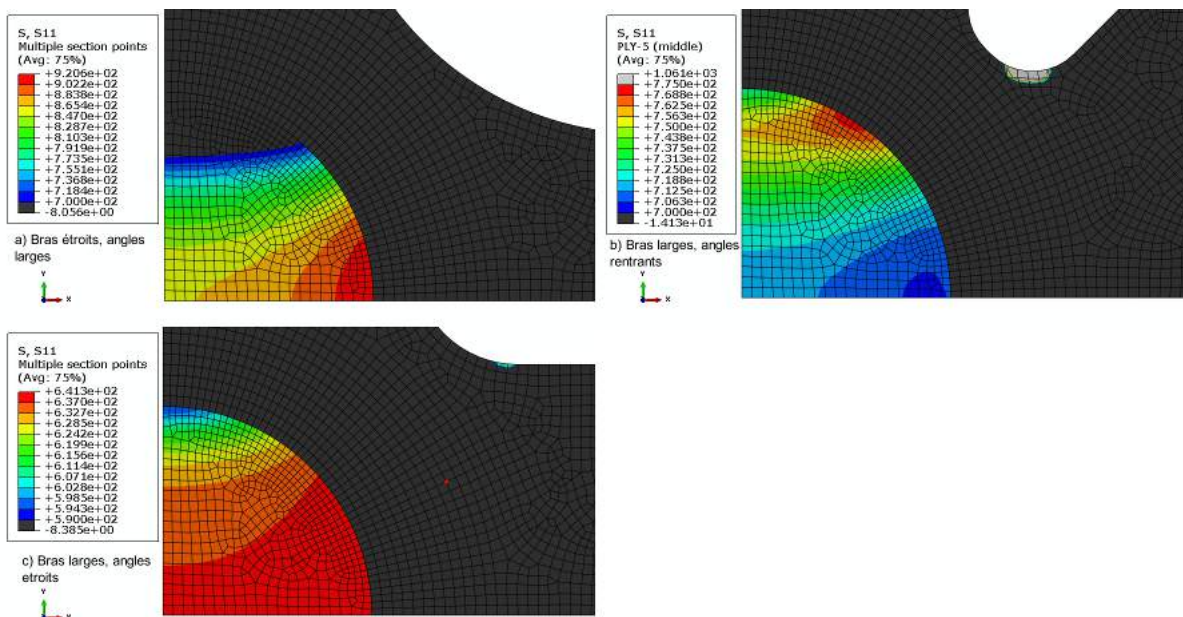 S, S11
Multiple section points
(Avg: 75%)
+9.206e+02
+9.022e+02
+8.838e+02
+8.654e+02
+8.470e+02
+8.287e+02
+8.103e+02
+7.919e+02
+7.735e+02
+7.551e+02
+7.368e+02
+7.184e+02
+7.000e+02
-8.056e+00
a) Bras étroits, angles
larges
Y
X
S, S11
PLY-5 (middle)
(Avg: 75%)
+1.061e+03
+7.750e+02
+7.688e+02
+7.625e+02
+7.563e+02
+7.500e+02
+7.438e+02
+7.375e+02
+7.313e+02
+7.250e+02
+7.188e+02
+7.125e+02
+7.063e+02
+7.000e+02
-1.413e+01
b) Bras larges, angles
rentrants
Y
X
S, S11
Multiple section points
(Avg: 75%)
+6.413e+02
+6.370e+02
+6.327e+02
+6.285e+02
+6.242e+02
+6.199e+02
+6.156e+02
+6.114e+02
+6.071e+02
+6.028e+02
+5.985e+02
+5.943e+02
+5.900e+02
-8.385e+00
c) Bras larges, angles
etroits
Y
X